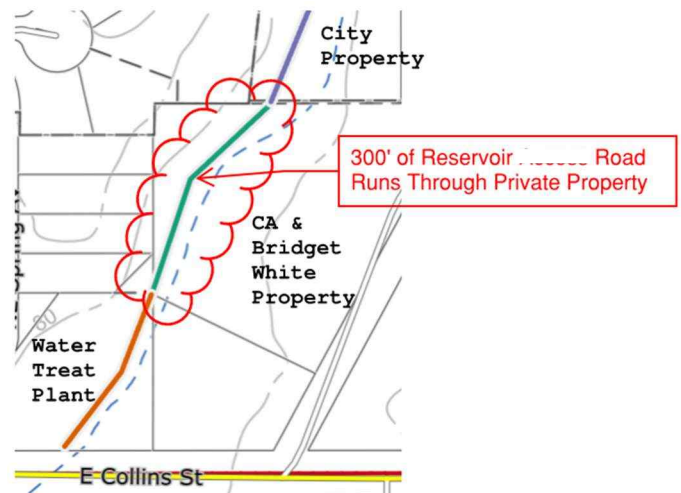 City
Property
300' of Reservoir Road
Runs Through Private Property
CA &
Bridget
White
Property
80
Water
Treat
Plant
E Collins St